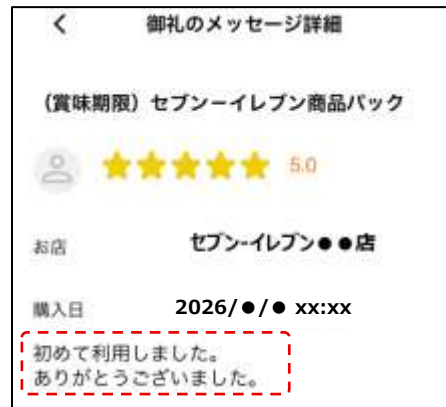 御礼のメッセージ詳細
(賞味期限)セブンーイレブン商品パック
5.0
お店 セブン-イレブン●●店
購入日 2026/●/● xx:xx
初めて利用しました。
ありがとうございました。